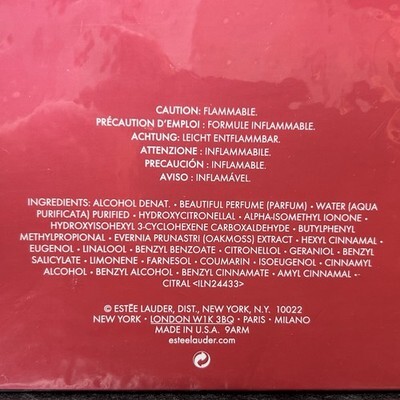 CAUTION: FLAMMABLE.
PRÉCAUTION D'EMPLOI : FORMULE INFLAMMABLE.
ACHTUNG: LEICHT ENTFLAMMBAR.
ATTENZIONE : INFIAMMABILE.
PRECAUCIÓN : INFLAMABLE.
AVISO : INFLAMÁVEL.
INGREDIENTS: ALCOHOL DENAT. • BEAUTIFUL PERFUME (PARFUM) • WATER (AQUA
PURIFICATA) PURIFIED • HYDROXYCITRONELLAL • ALPHA-ISOMETHYL IONONE •
HYDROXYISOHEXYL 3-CYCLOHEXENE CARBOXALDEHYDE • BUTYLPHENYL
METHYLPROPIONAL • EVERNIA PRUNASTRI (OAKMOSS) EXTRACT • HEXYL CINNAMAL •
EUGENOL • LINALOOL • BENZYL BENZOATE • CITRONELLOL • GERANIOL • BENZYL
SALICYLATE • LIMONENE • FARNESOL • COUMARIN • ISOEUGENOL • CINNAMYL
ALCOHOL • BENZYL ALCOHOL • BENZYL CINNAMATE • AMYL CINNAMAL •
CITRAL <ILN24433>
© ESTĒE LAUDER, DIST., NEW YORK, N.Y. 10022
NEW YORK • LONDON W1K 3BQ • PARIS • MILANO
MADE IN U.S.A. 9ARM
esteelauder.com